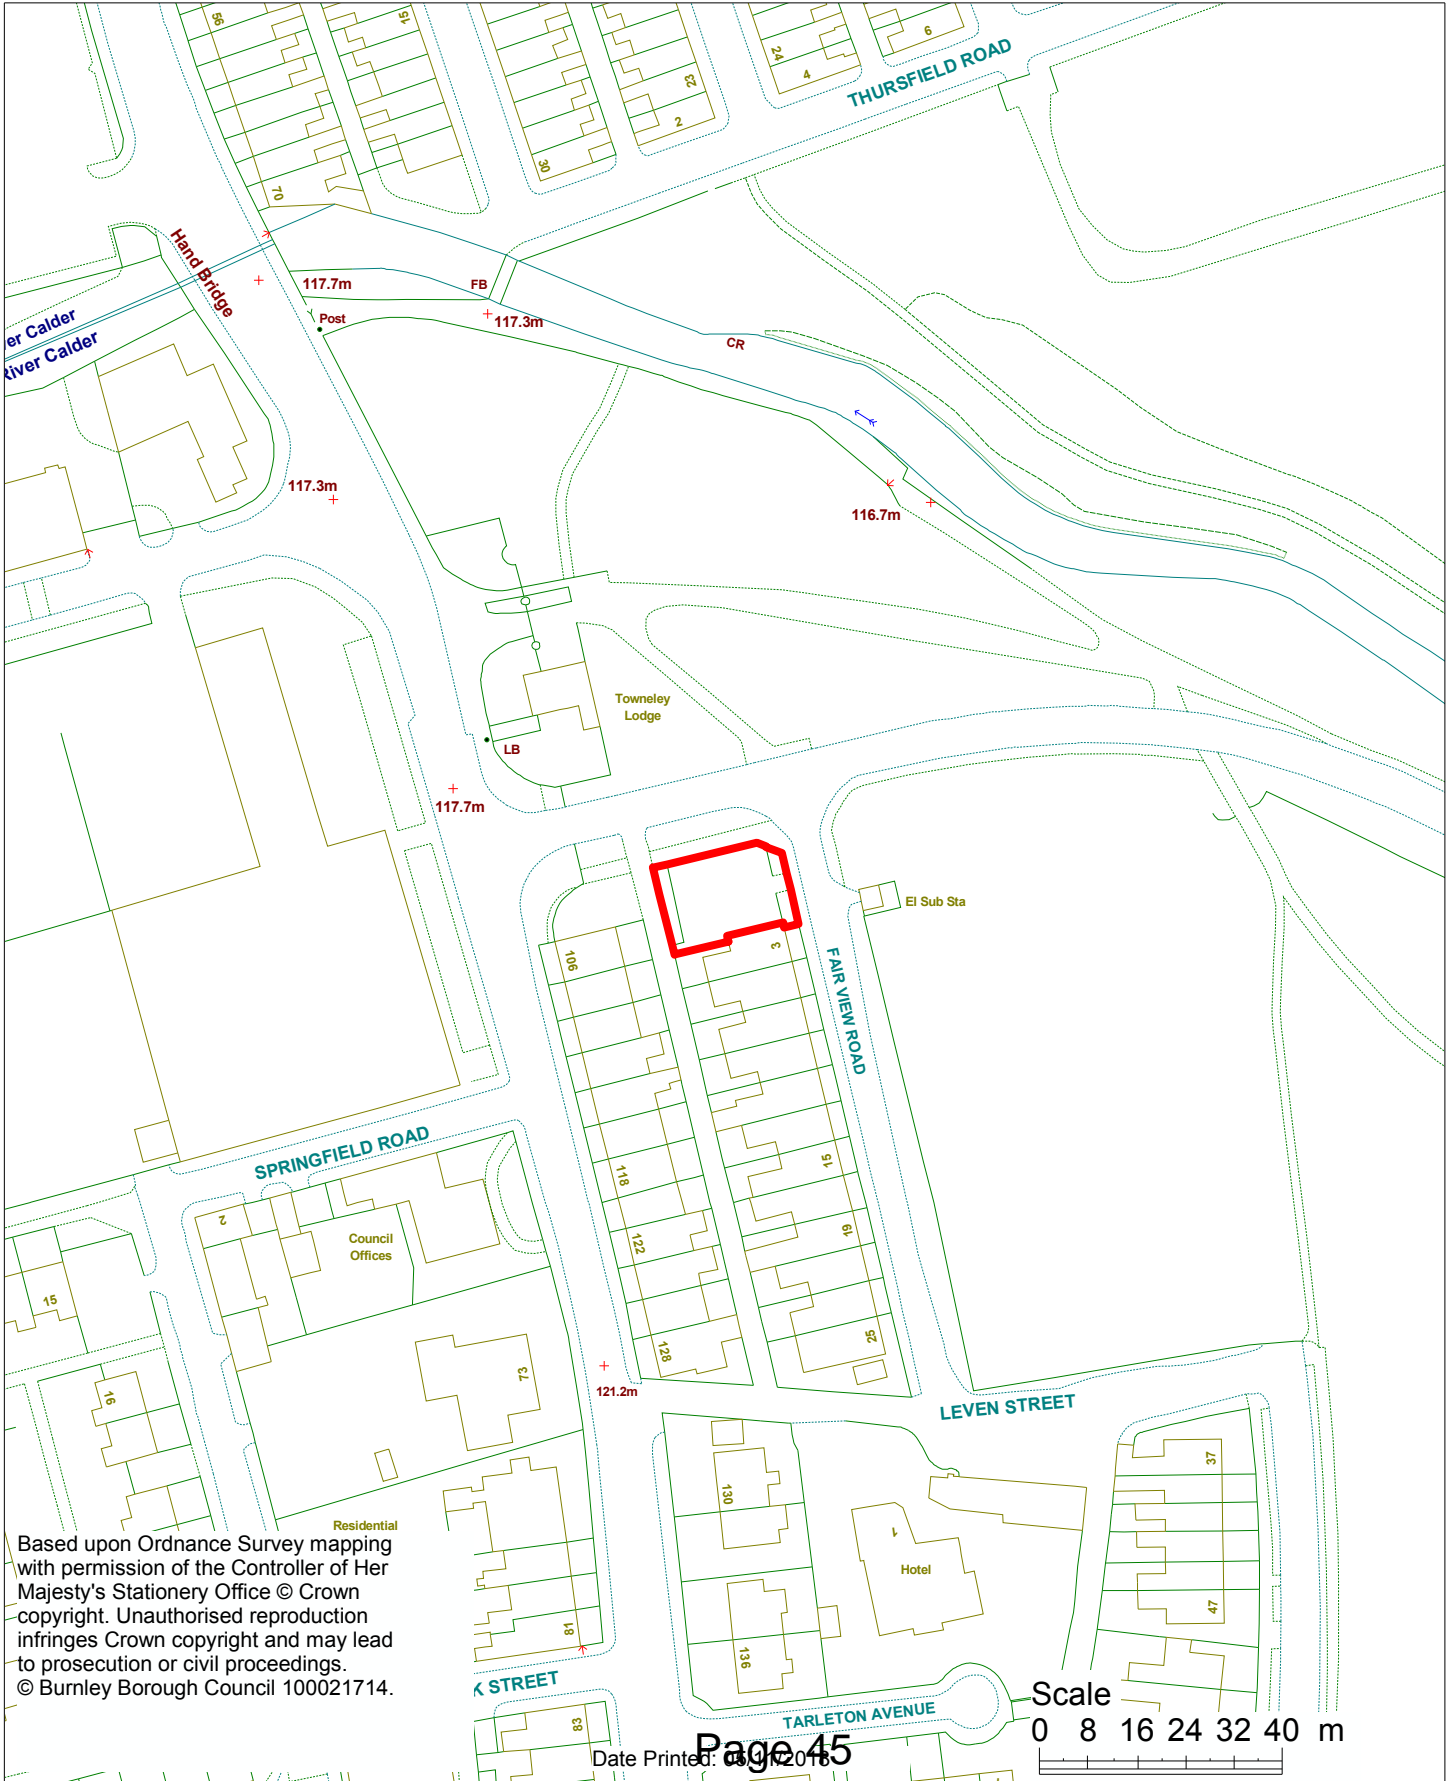 56
15
24
4
6
23
2
30
70
THURSFIELD ROAD
Hand Bridge
117.7m
FB
117.3m
Post
River Calder
CR
117.3m
116.7m
Towneley
Lodge
LB
117.7m
El Sub Sta
106
3
FAIR VIEW ROAD
SPRINGFIELD ROAD
118
15
2
Council
Offices
122
19
15
128
25
73
16
121.2m
LEVEN STREET
130
37
1
Hotel
Residential
47
81
136
K STREET
83
TARLETON AVENUE
Based upon Ordnance Survey mapping
with permission of the Controller of Her
Majesty's Stationery Office © Crown
copyright. Unauthorised reproduction
infringes Crown copyright and may lead
to prosecution or civil proceedings.
© Burnley Borough Council 100021714.
Scale
0 8 16 24 32 40 m
Page 45
Date Printed: